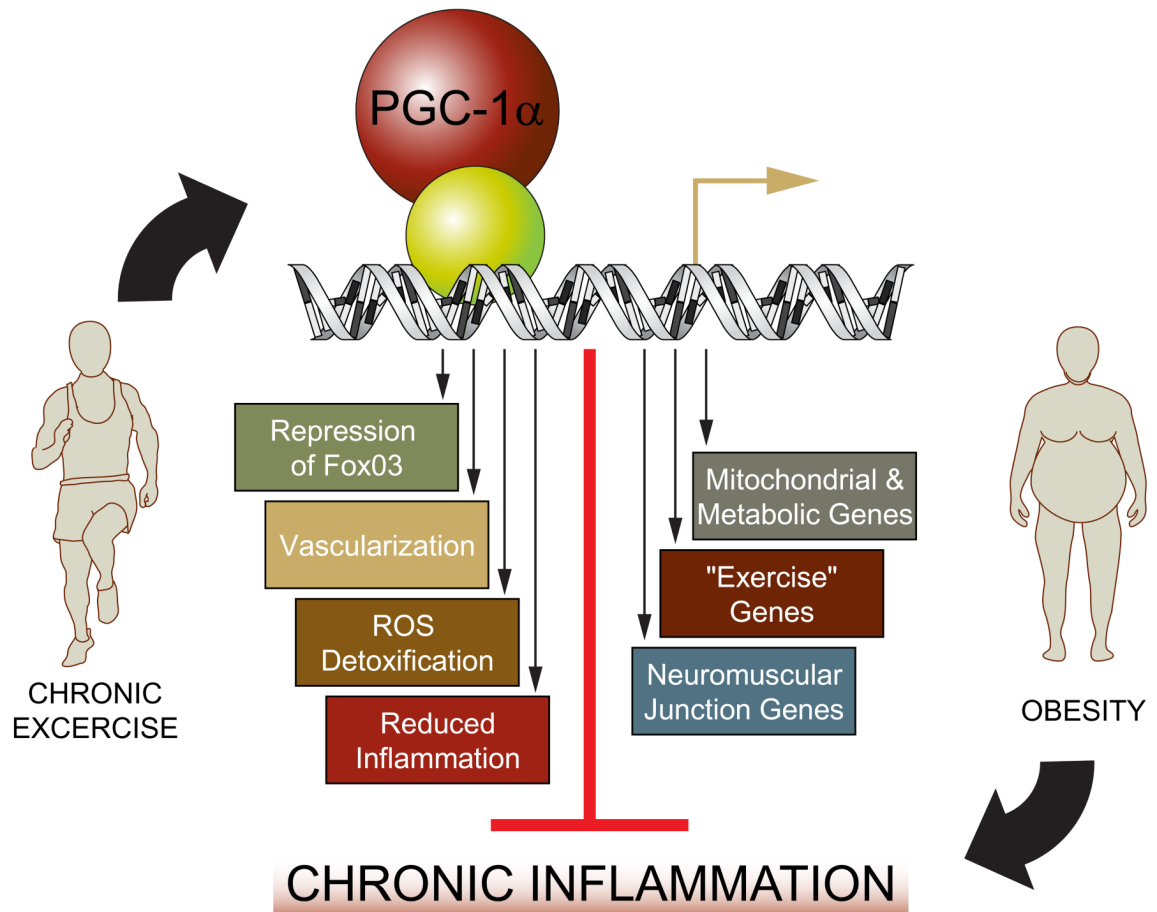 PGC-1α
Repression
of Fox03
Vascularization
ROS
Detoxification
Reduced
Inflammation
Mitochondrial &
Metabolic Genes
"Exercise"
Genes
Neuromuscular
Junction Genes
CHRONIC
EXCERCISE
OBESITY
CHRONIC INFLAMMATION